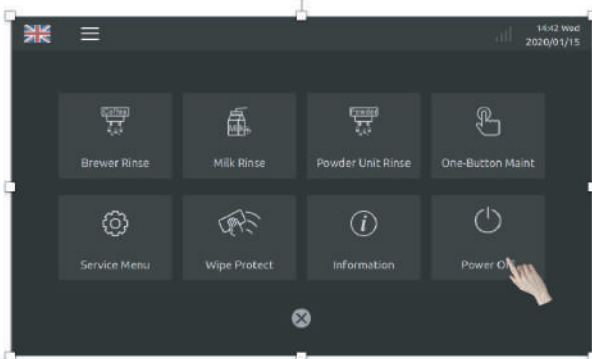 14:42 Wed
2020/01/15
Coffee
Milk
Powder
Brewer Rinse
Milk Rinse
Powder Unit Rinse
One-Button Maint
Service Menu
Wipe Protect
Information
Power